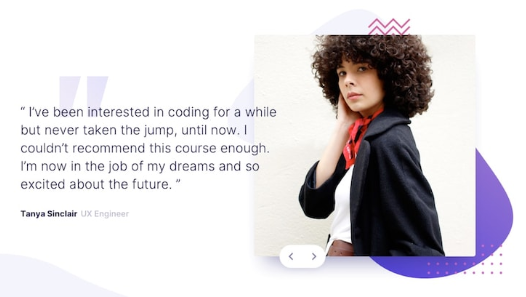 “ I’ve been interested in coding for a while
but never taken the jump, until now. I
couldn’t recommend this course enough.
I’m now in the job of my dreams and so
excited about the future. ”
Tanya Sinclair UX Engineer